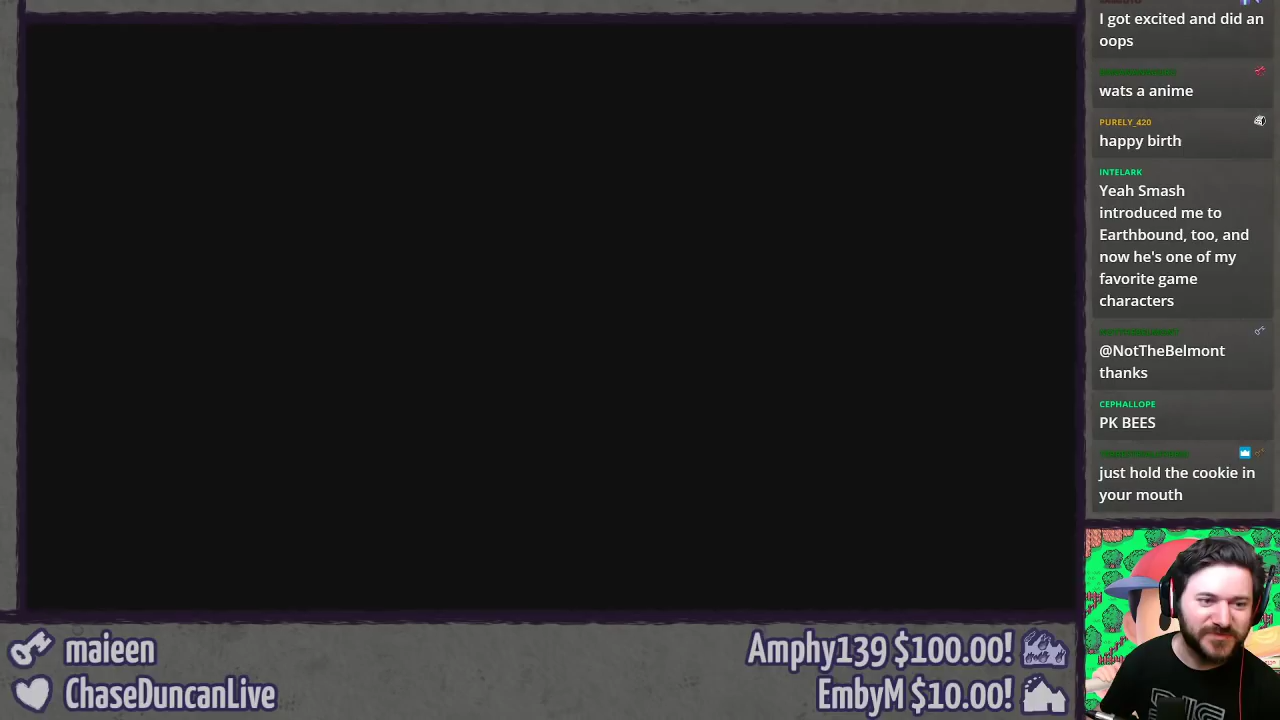 I got excited and did an
oops
wats a anime
PURELY_420
happy birth
INTELARK
Yeah Smash
introduced me to
Earthbound, too, and
now he's one of my
favorite game
characters
@NotTheBelmont
thanks
CEPHALLOPE
PK BEES
just hold the cookie in
your mouth
maieen
ChaseDuncanLive
Amphy139 $100.00!
EmbyM $10.00!